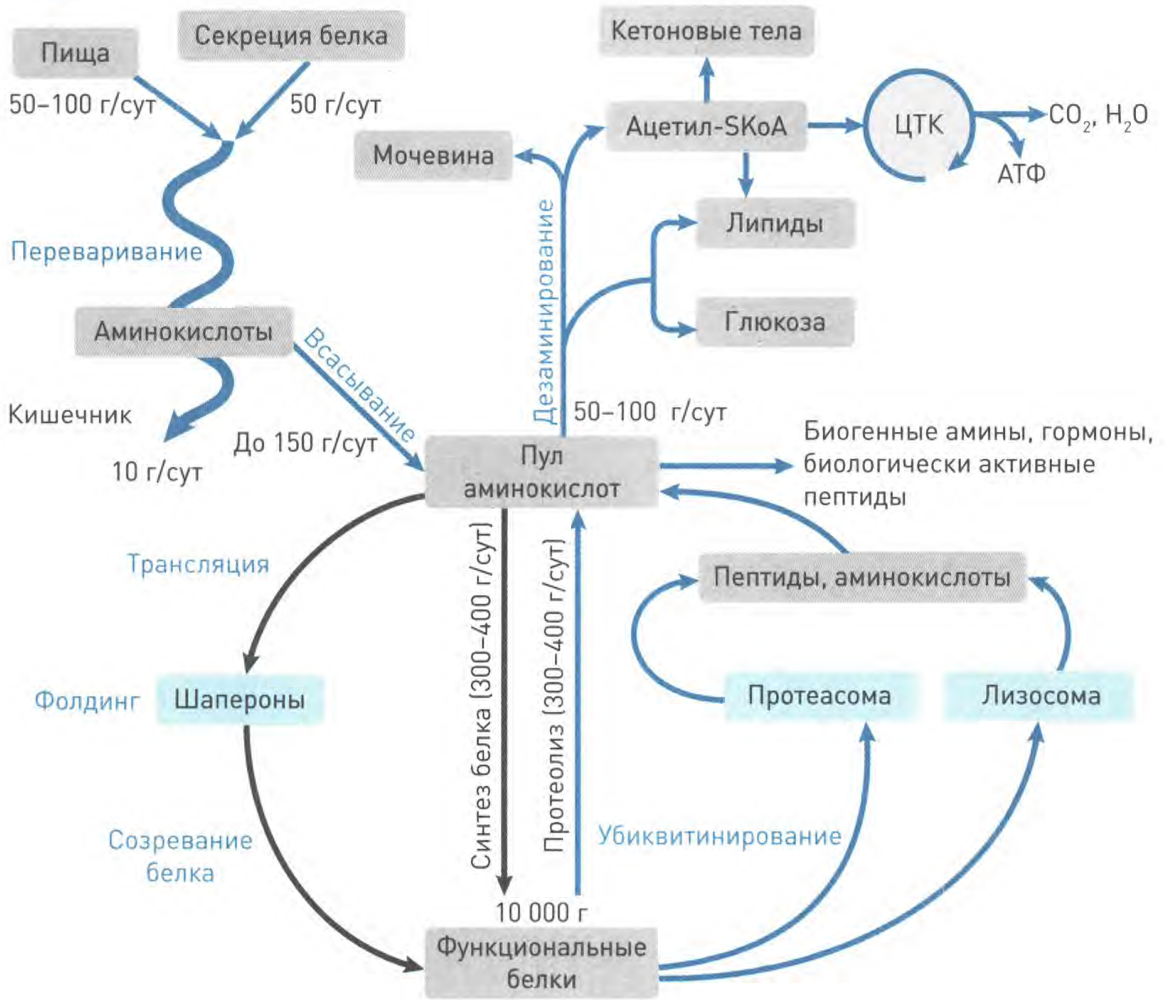 Пища
Секреция белка
50–100 г/сут
50 г/сут
Переваривание
Аминокислоты
Всасывание
Кишечник
10 г/сут
До 150 г/сут
Кетоновые тела
Ацетил-SКоА
ЦТК
CO₂, H₂O
АТФ
Мочевина
Липиды
Глюкоза
Дезаминирование
50–100 г/сут
Пул
аминокислот
Биогенные амины, гормоны,
биологически активные
пептиды
Трансляция
Фолдинг
Шапероны
Созревание
белка
Синтез белка (300–400 г/сут)
Протеолиз (300–400 г/сут)
Пептиды, аминокислоты
Протеасома
Лизосома
Убиквитинирование
10 000 г
Функциональные
белки